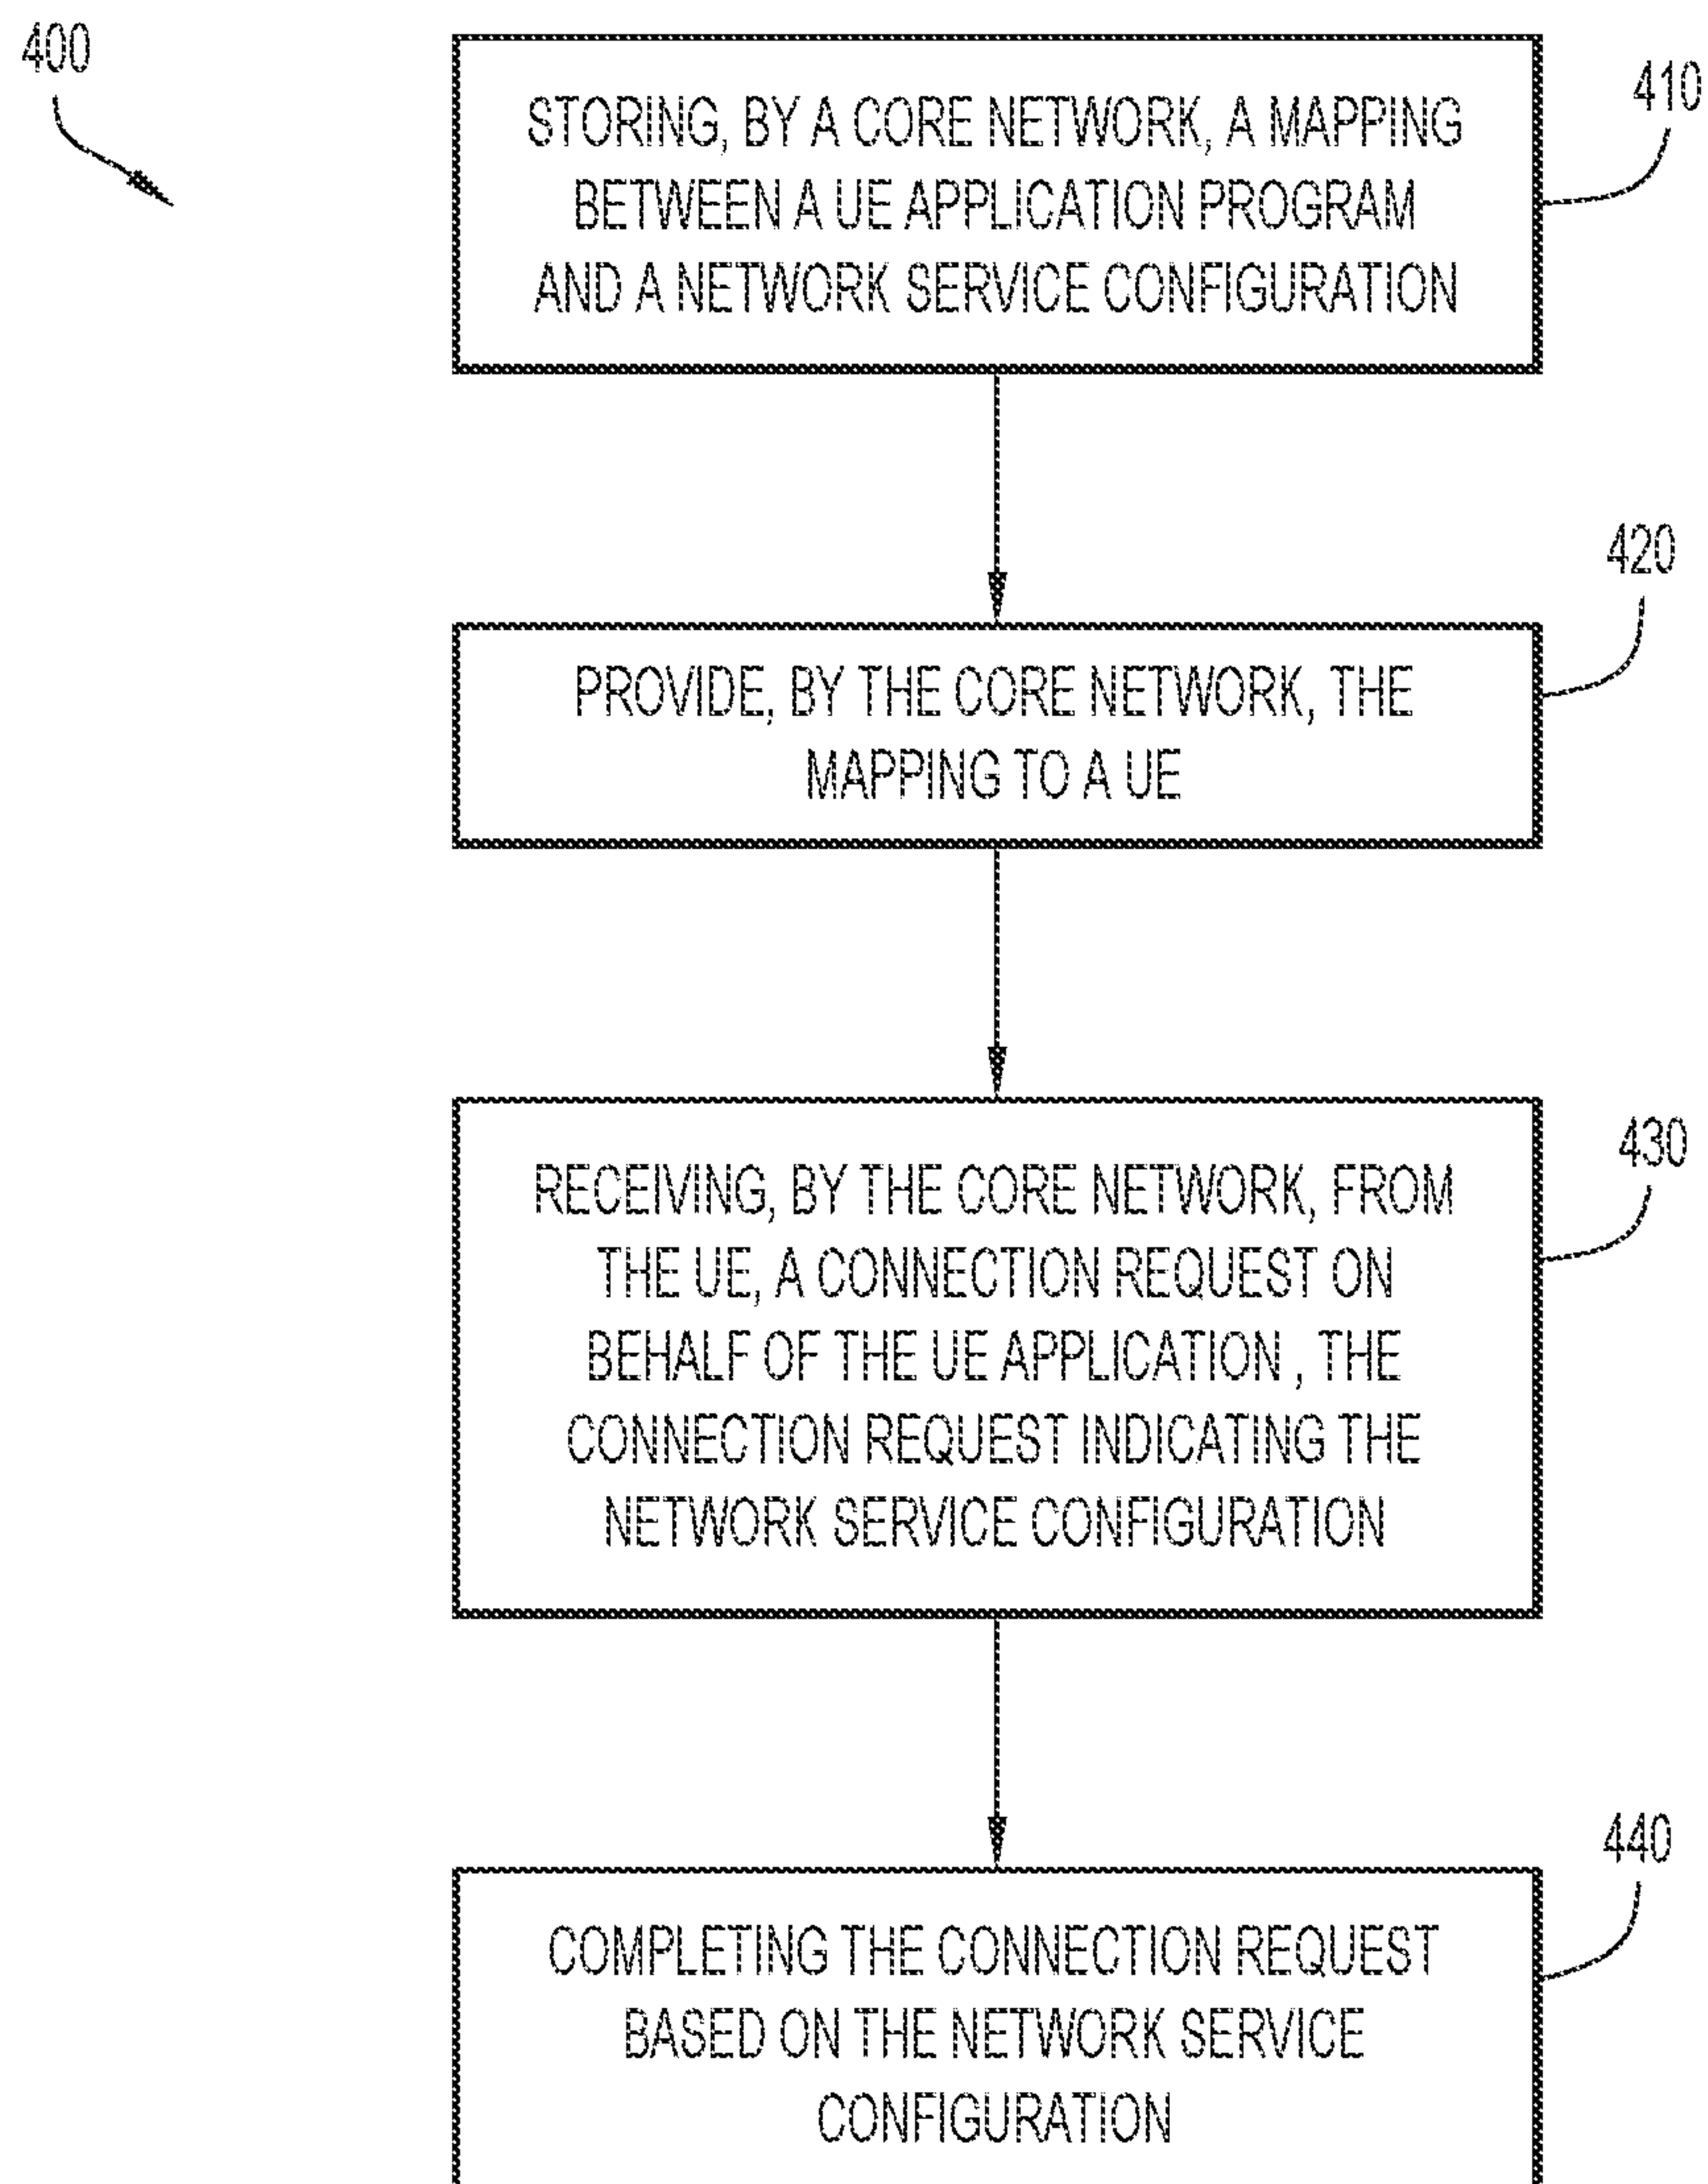 400
410
STORING, BY A CORE NETWORK, A MAPPING
BETWEEN A UE APPLICATION PROGRAM
AND A NETWORK SERVICE CONFIGURATION
420
PROVIDE, BY THE CORE NETWORK, THE
MAPPING TO A UE
430
RECEIVING, BY THE CORE NETWORK, FROM
THE UE, A CONNECTION REQUEST ON
BEHALF OF THE UE APPLICATION , THE
CONNECTION REQUEST INDICATING THE
NETWORK SERVICE CONFIGURATION
440
COMPLETING THE CONNECTION REQUEST
BASED ON THE NETWORK SERVICE
CONFIGURATION